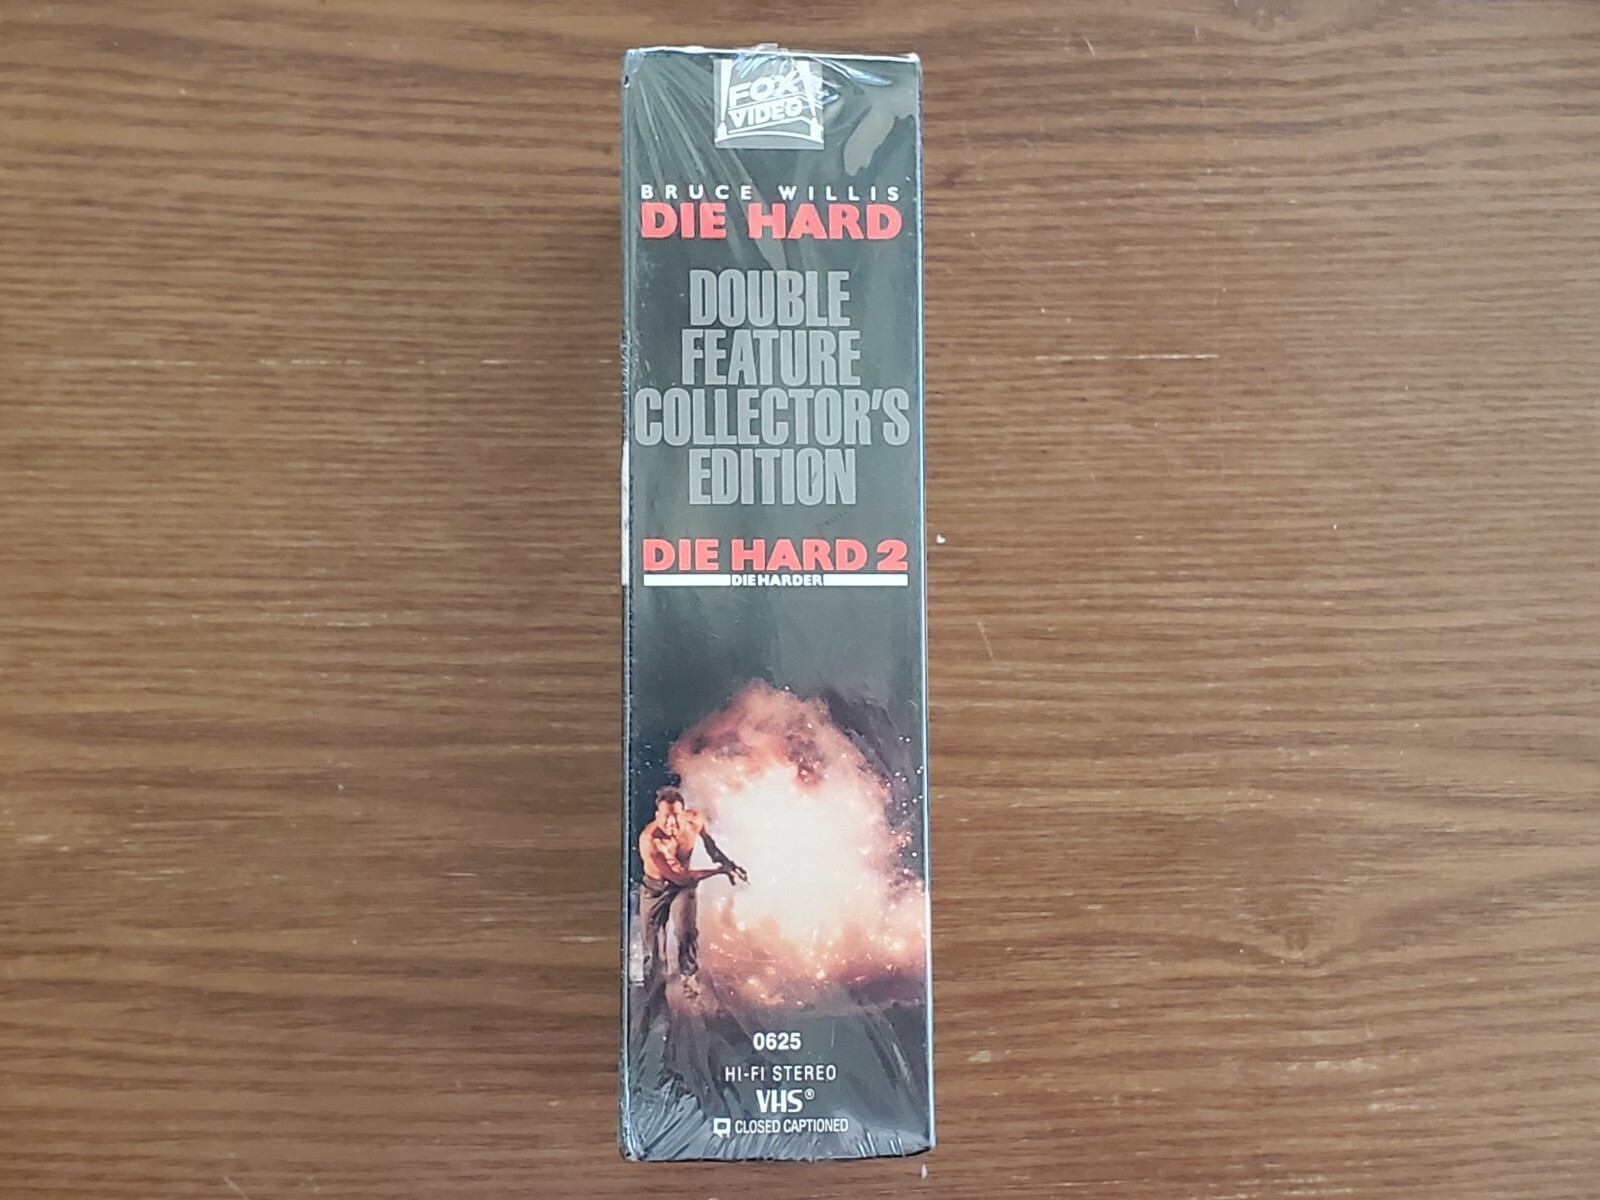 FOX
VIDEO
BRUCE WILLIS
DIE HARD
DOUBLE
FEATURE
COLLECTOR'S
EDITION
DIE HARD 2
DIE HARDER
0625
HI-FI STEREO
VHS®
CLOSED CAPTIONED